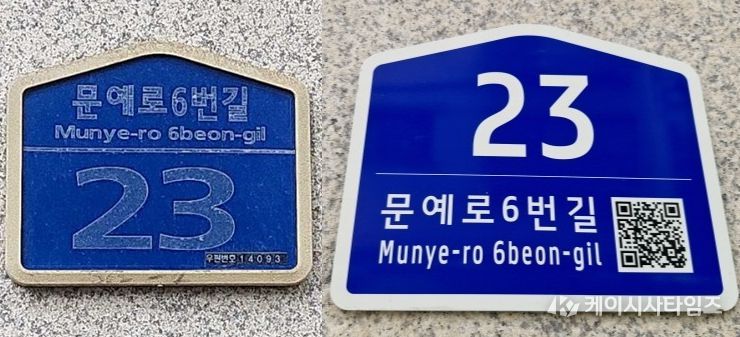 문예로6번길
Munye-ro 6beon-gil
23
우편번호 14093
23
문예로6번길
Munye-ro 6beon-gil
케이시사타임즈